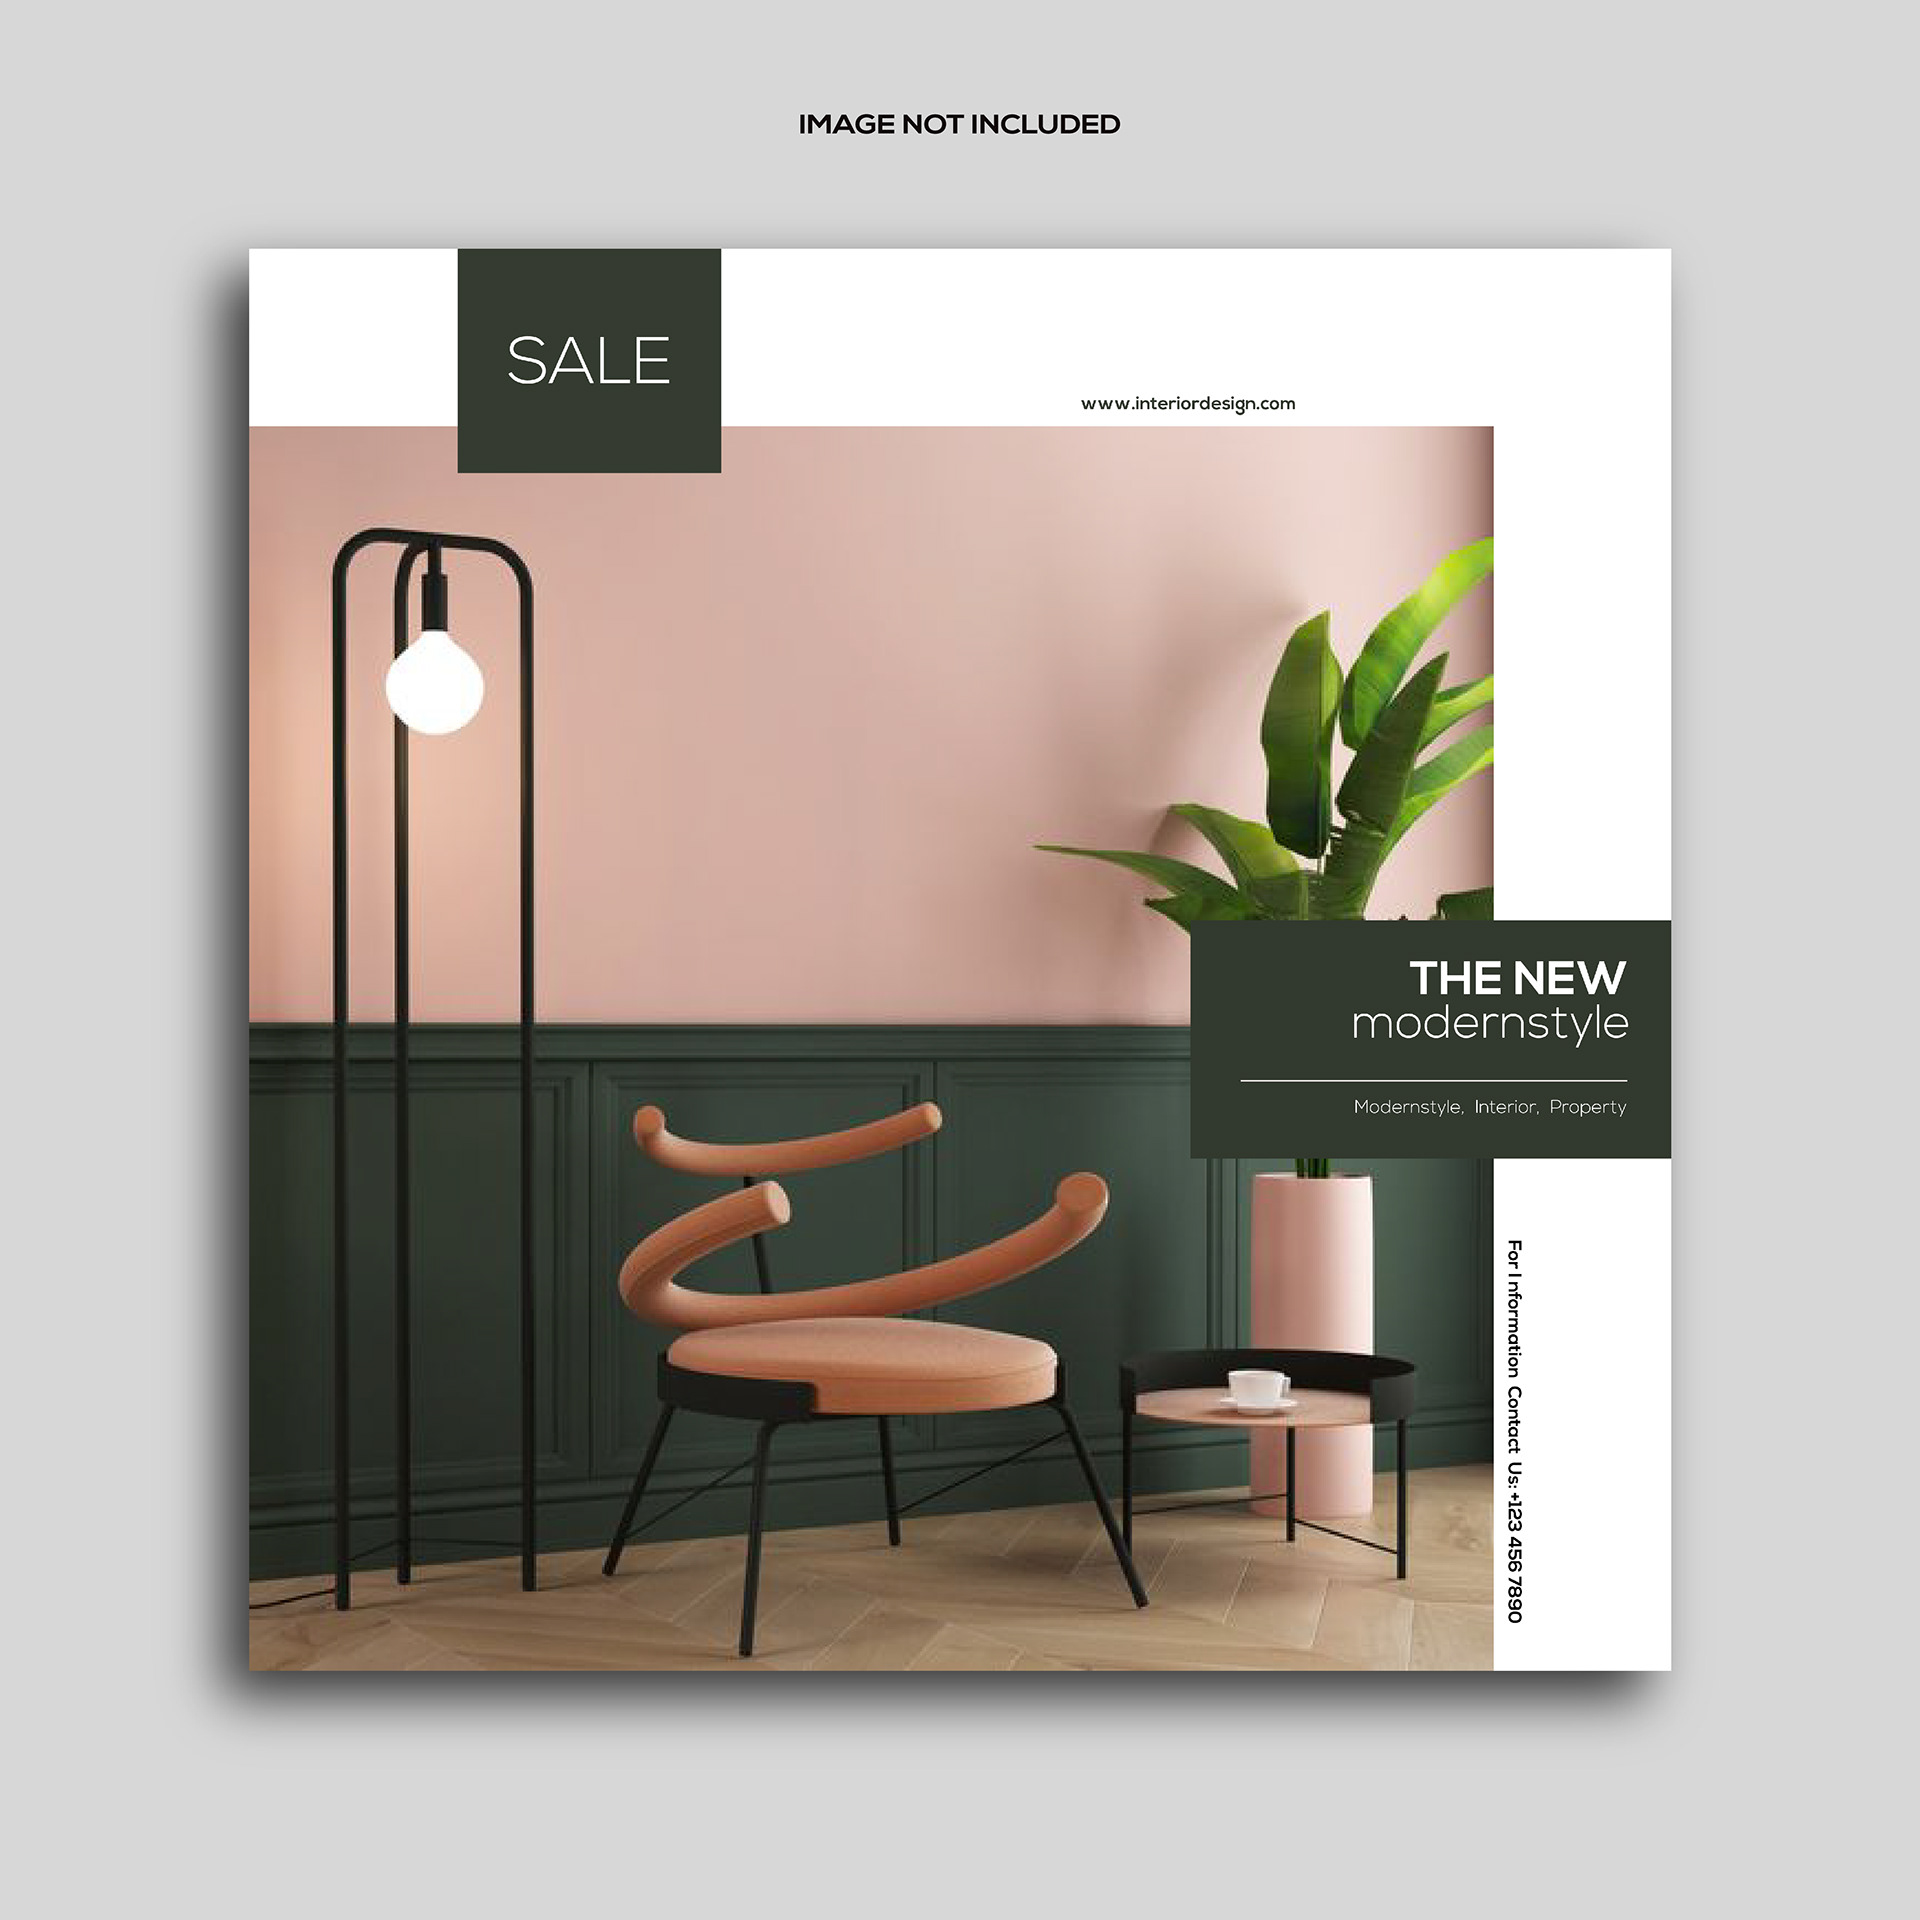 IMAGE NOT INCLUDED
SALE
www.interiordesign.com
THE NEW
modernstyle
Modernstyle, Interior, Property
For I nformation Contact Us: +123 456 7890